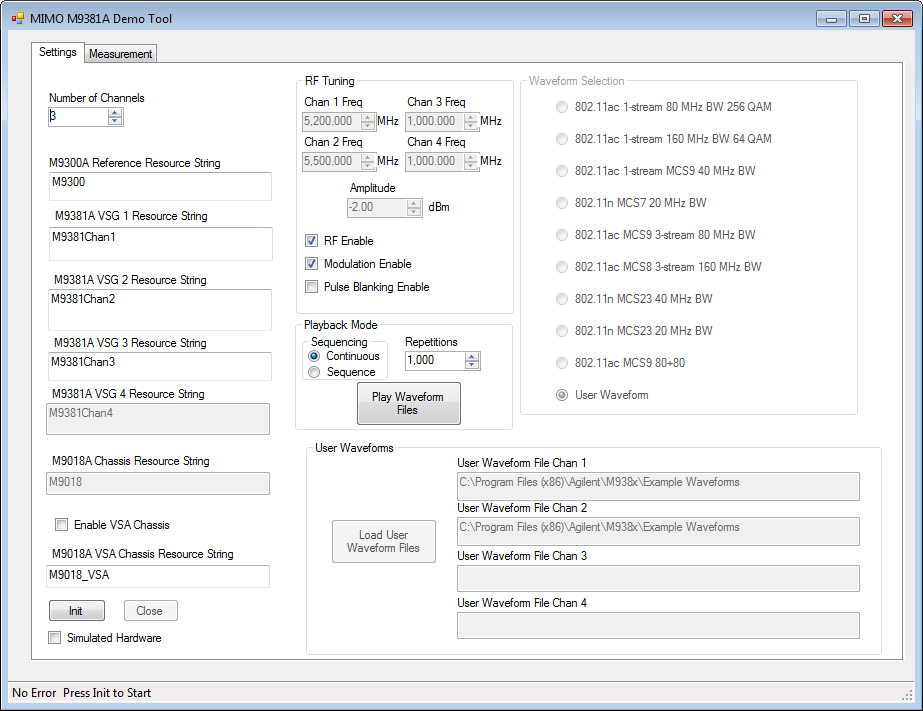 MIMO M9381A Demo Tool
Settings
Measurement
Number of Channels
3
M9300A Reference Resource String
M9300
M9381A VSG 1 Resource String
M9381Chan1
M9381A VSG 2 Resource String
M9381Chan2
M9381A VSG 3 Resource String
M9381Chan3
M9381A VSG 4 Resource String
M9381Chan4
M9018A Chassis Resource String
M9018
Enable VSA Chassis
M9018A VSA Chassis Resource String
M9018_VSA
Init
Close
Simulated Hardware
RF Tuning
Chan 1 Freq
5,200.000 MHz
Chan 3 Freq
1,000.000 MHz
Chan 2 Freq
5,500.000 MHz
Chan 4 Freq
1,000.000 MHz
Amplitude
-2.00 dBm
RF Enable
Modulation Enable
Pulse Blanking Enable
Playback Mode
Sequencing
Continuous
Sequence
Repetitions
1,000
Play Waveform
Files
Waveform Selection
802.11ac 1-stream 80 MHz BW 256 QAM
802.11ac 1-stream 160 MHz BW 64 QAM
802.11ac 1-stream MCS9 40 MHz BW
802.11n MCS7 20 MHz BW
802.11ac MCS9 3-stream 80 MHz BW
802.11ac MCS8 3-stream 160 MHz BW
802.11n MCS23 40 MHz BW
802.11n MCS23 20 MHz BW
802.11ac MCS9 80+80
User Waveform
User Waveforms
Load User
Waveform Files
User Waveform File Chan 1
C:\Program Files (x86)\Agilent\M938x\Example Waveforms
User Waveform File Chan 2
C:\Program Files (x86)\Agilent\M938x\Example Waveforms
User Waveform File Chan 3
User Waveform File Chan 4
No Error Press Init to Start